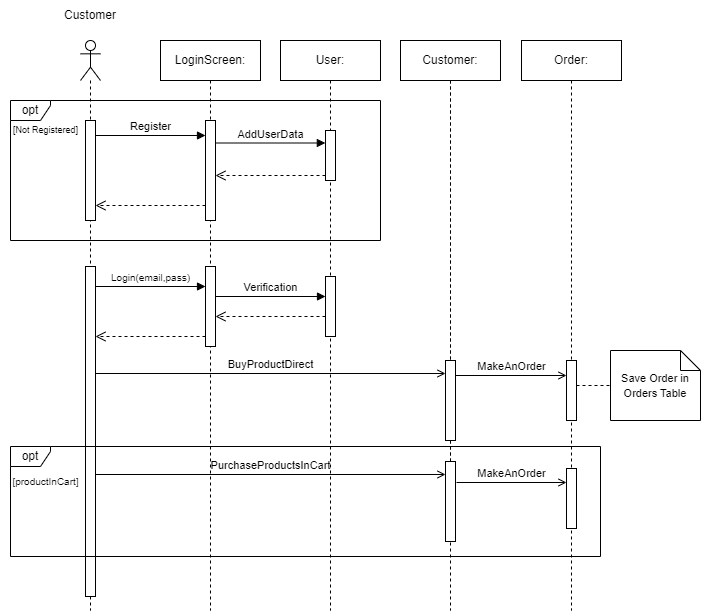 Customer
LoginScreen:
User:
Customer:
Order:
opt
[Not Registered]
Register
AddUserData
Login(email,pass)
Verification
BuyProductDirect
MakeAnOrder
Save Order in
Orders Table
opt
[productInCart]
PurchaseProductsInCart
MakeAnOrder